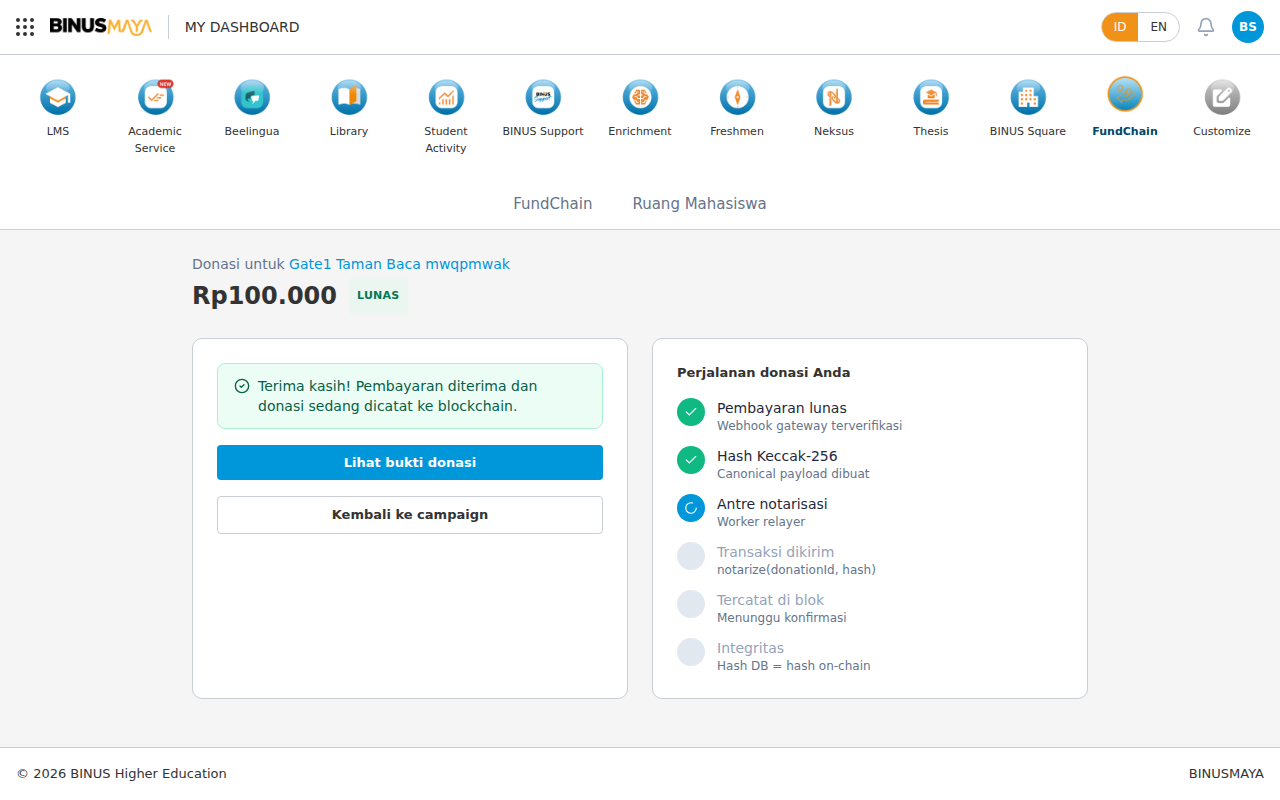 BINUSMAYA
MY DASHBOARD
ID
EN
BS
LMS
NEW
Academic
Service
Beelingua
Library
Student
Activity
BINUS Support
Enrichment
Freshmen
Neksus
Thesis
BINUS Square
FundChain
Customize
FundChain
Ruang Mahasiswa
Donasi untuk Gate1 Taman Baca mwqpmwak
Rp100.000 LUNAS
Terima kasih! Pembayaran diterima dan
donasi sedang dicatat ke blockchain.
Lihat bukti donasi
Kembali ke campaign
Perjalanan donasi Anda
Pembayaran lunas
Webhook gateway terverifikasi
Hash Keccak-256
Canonical payload dibuat
Antre notarisasi
Worker relayer
Transaksi dikirim
notarize(donationId, hash)
Tercatat di blok
Menunggu konfirmasi
Integritas
Hash DB = hash on-chain
© 2026 BINUS Higher Education
BINUSMAYA